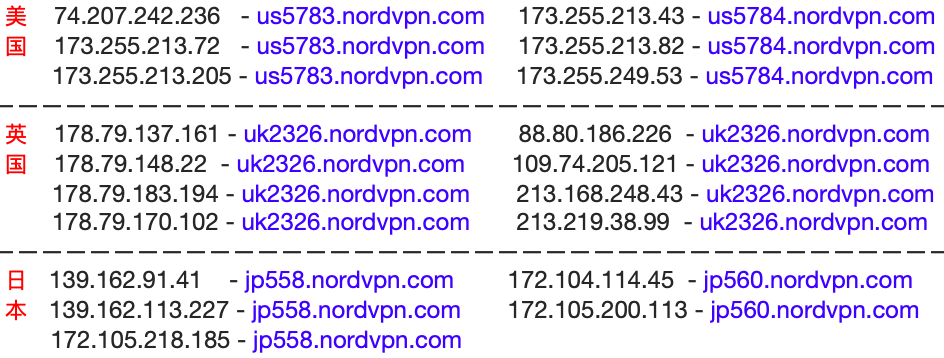 美 74.207.242.236 - us5783.nordvpn.com 173.255.213.43 - us5784.nordvpn.com
国 173.255.213.72 - us5783.nordvpn.com 173.255.213.82 - us5784.nordvpn.com
173.255.213.205 - us5783.nordvpn.com 173.255.249.53 - us5784.nordvpn.com
英 178.79.137.161 - uk2326.nordvpn.com 88.80.186.226 - uk2326.nordvpn.com
国 178.79.148.22 - uk2326.nordvpn.com 109.74.205.121 - uk2326.nordvpn.com
178.79.183.194 - uk2326.nordvpn.com 213.168.248.43 - uk2326.nordvpn.com
178.79.170.102 - uk2326.nordvpn.com 213.219.38.99 - uk2326.nordvpn.com
日 139.162.91.41 - jp558.nordvpn.com 172.104.114.45 - jp560.nordvpn.com
本 139.162.113.227 - jp558.nordvpn.com 172.105.200.113 - jp560.nordvpn.com
172.105.218.185 - jp558.nordvpn.com